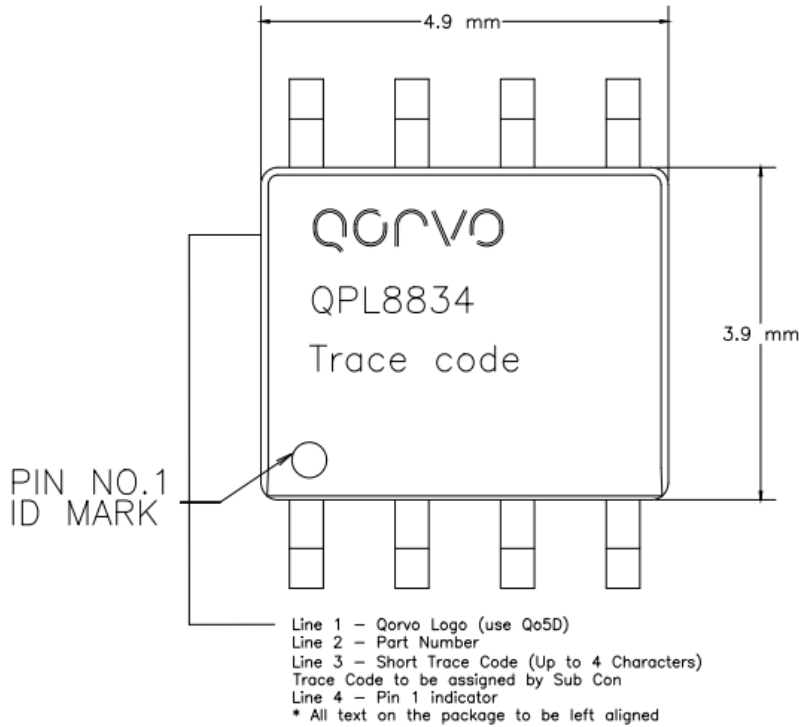 4.9 mm
QORVO
QPL8834
Trace code
3.9 mm
PIN NO.1
ID MARK
Line 1 – Qorvo Logo (use Qo5D)
Line 2 – Part Number
Line 3 – Short Trace Code (Up to 4 Characters)
Trace Code to be assigned by Sub Con
Line 4 – Pin 1 indicator
* All text on the package to be left aligned